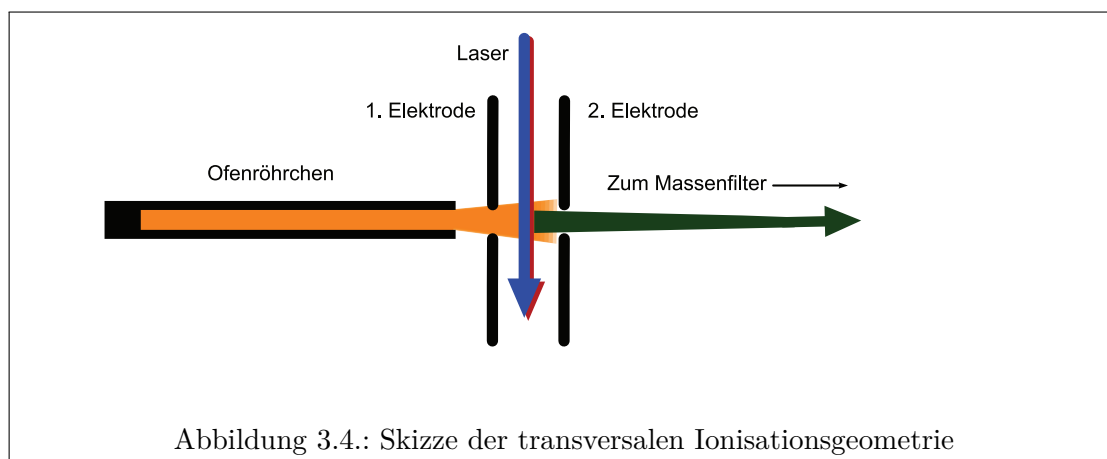 Laser
1. Elektrode
2. Elektrode
Ofenröhrchen
Zum Massenfilter
Abbildung 3.4.: Skizze der transversalen Ionisationsgeometrie